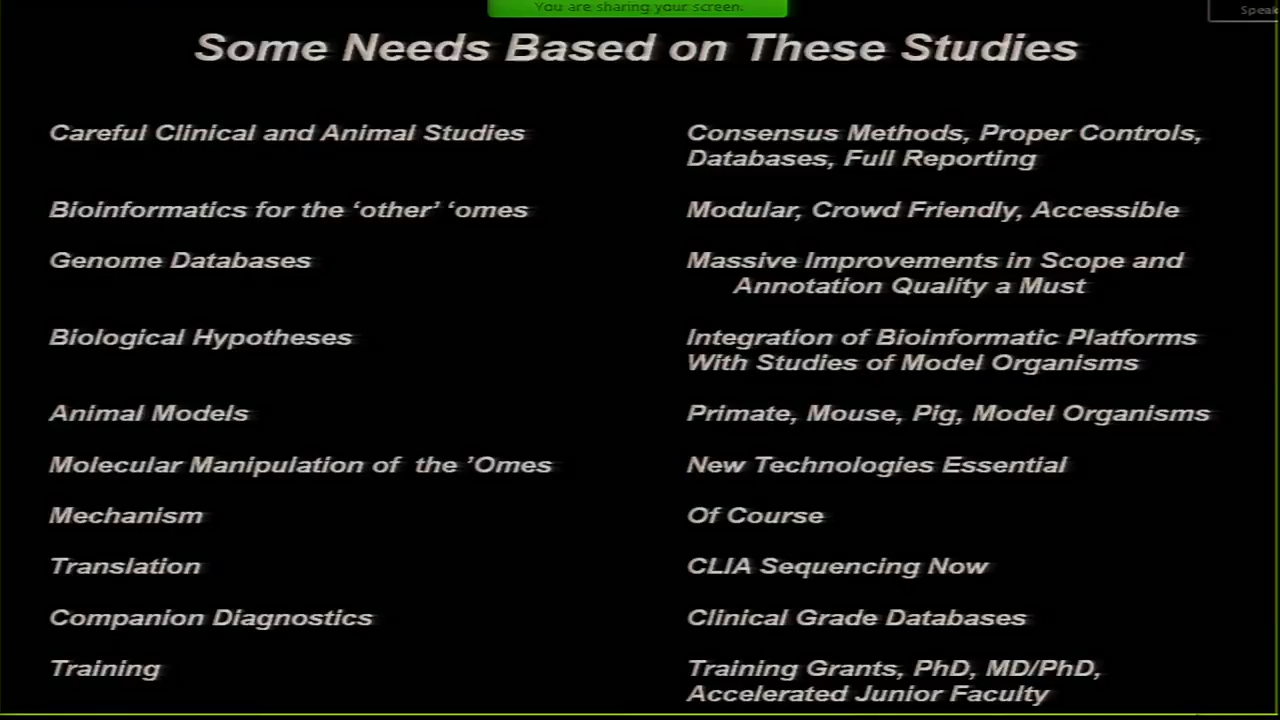 You are sharing your screen.
Some Needs Based on These Studies
Careful Clinical and Animal Studies
Consensus Methods, Proper Controls,
Databases, Full Reporting
Bioinformatics for the ‘other’ ‘omes
Modular, Crowd Friendly, Accessible
Genome Databases
Massive Improvements in Scope and
Annotation Quality a Must
Biological Hypotheses
Integration of Bioinformatic Platforms
With Studies of Model Organisms
Animal Models
Primate, Mouse, Pig, Model Organisms
Molecular Manipulation of the ’Omes
New Technologies Essential
Mechanism
Of Course
Translation
CLIA Sequencing Now
Companion Diagnostics
Clinical Grade Databases
Training
Training Grants, PhD, MD/PhD,
Accelerated Junior Faculty